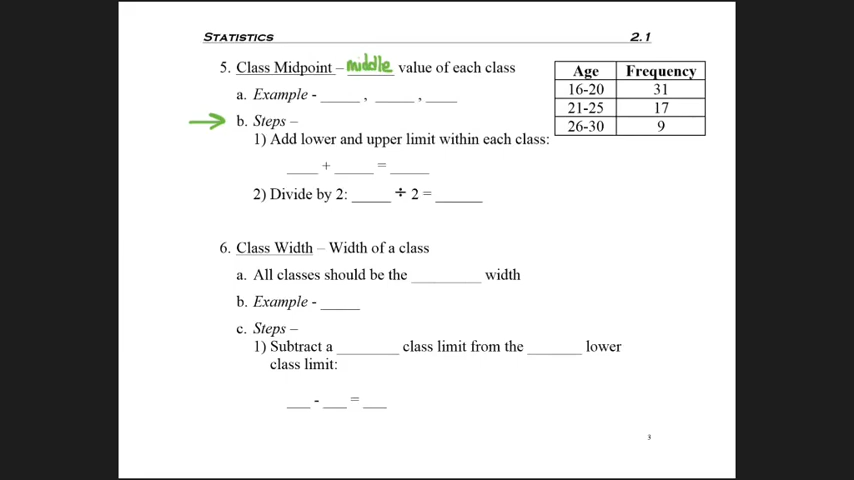 STATISTICS 2.1
5. Class Midpoint – middle value of each class
a. Example - _____ , _____ , ____
b. Steps –
1) Add lower and upper limit within each class:
____ + _____ = _____
2) Divide by 2: _____ ÷ 2 = ______
Age Frequency
16-20 31
21-25 17
26-30 9
6. Class Width – Width of a class
a. All classes should be the _________ width
b. Example - _____
c. Steps –
1) Subtract a ________ class limit from the _______ lower
class limit:
___ - ___ = ___
3